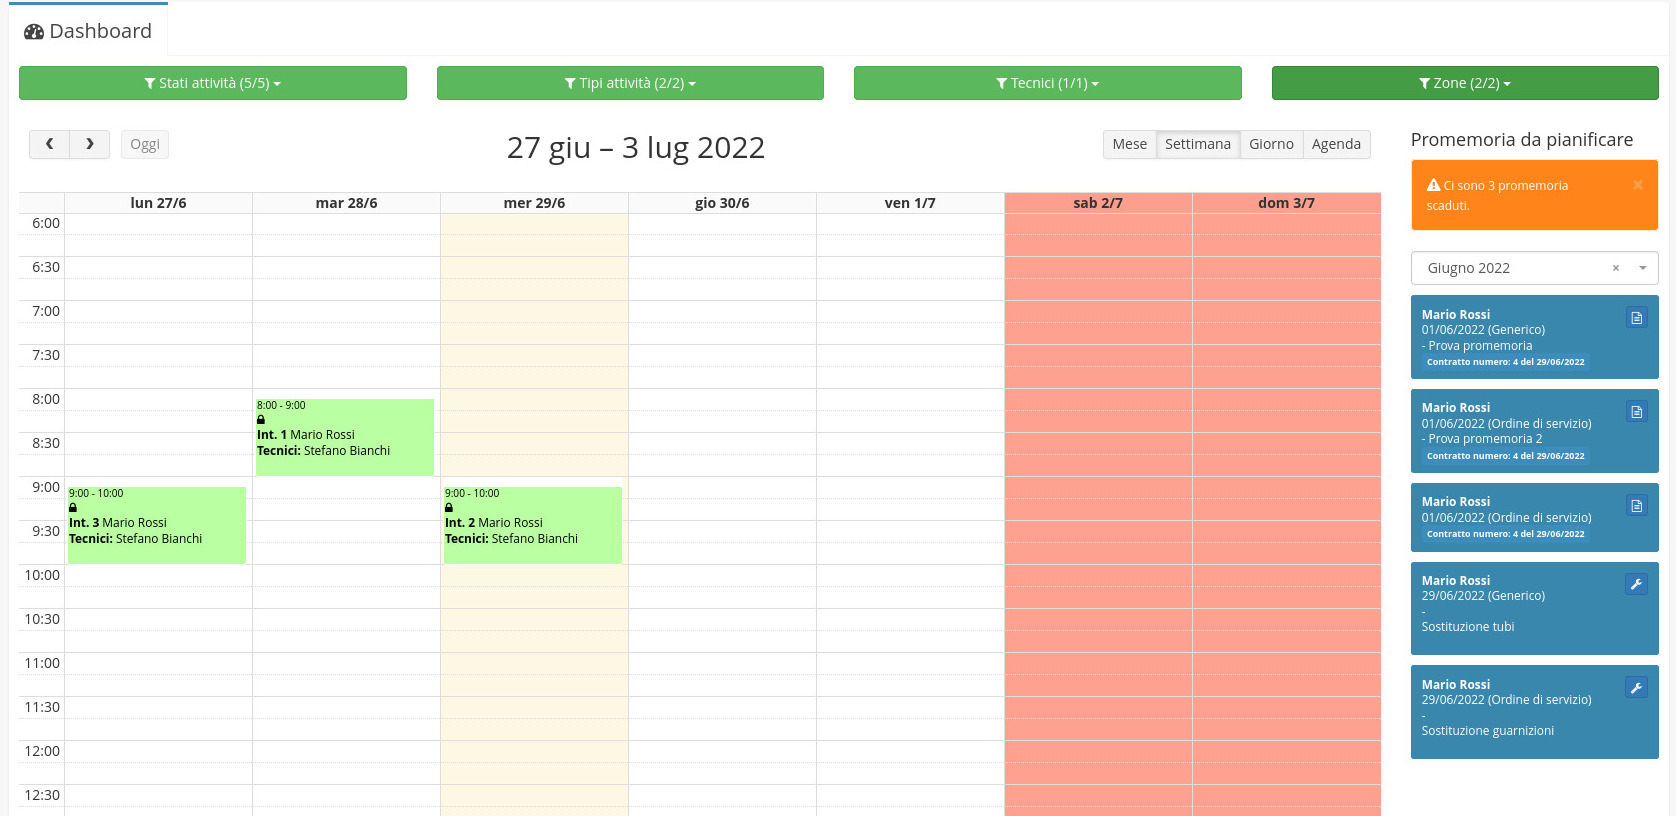 Dashboard
Stati attività (5/5)
Tipi attività (2/2)
Tecnici (1/1)
Zone (2/2)
Oggi
27 giu – 3 lug 2022
Mese
Settimana
Giorno
Agenda
lun 27/6
mar 28/6
mer 29/6
gio 30/6
ven 1/7
sab 2/7
dom 3/7
6:00
6:30
7:00
7:30
8:00
8:30
9:00
9:30
10:00
10:30
11:00
11:30
12:00
12:30
9:00 - 10:00
Int. 3 Mario Rossi
Tecnici: Stefano Bianchi
8:00 - 9:00
Int. 1 Mario Rossi
Tecnici: Stefano Bianchi
9:00 - 10:00
Int. 2 Mario Rossi
Tecnici: Stefano Bianchi
Promemoria da pianificare
Ci sono 3 promemoria
scaduti.
×
Giugno 2022 ×
Mario Rossi
01/06/2022 (Generico)
- Prova promemoria
Contratto numero: 4 del 29/06/2022
Mario Rossi
01/06/2022 (Ordine di servizio)
- Prova promemoria 2
Contratto numero: 4 del 29/06/2022
Mario Rossi
01/06/2022 (Ordine di servizio)
Contratto numero: 4 del 29/06/2022
Mario Rossi
29/06/2022 (Generico)
-
Sostituzione tubi
Mario Rossi
29/06/2022 (Ordine di servizio)
-
Sostituzione guarnizioni